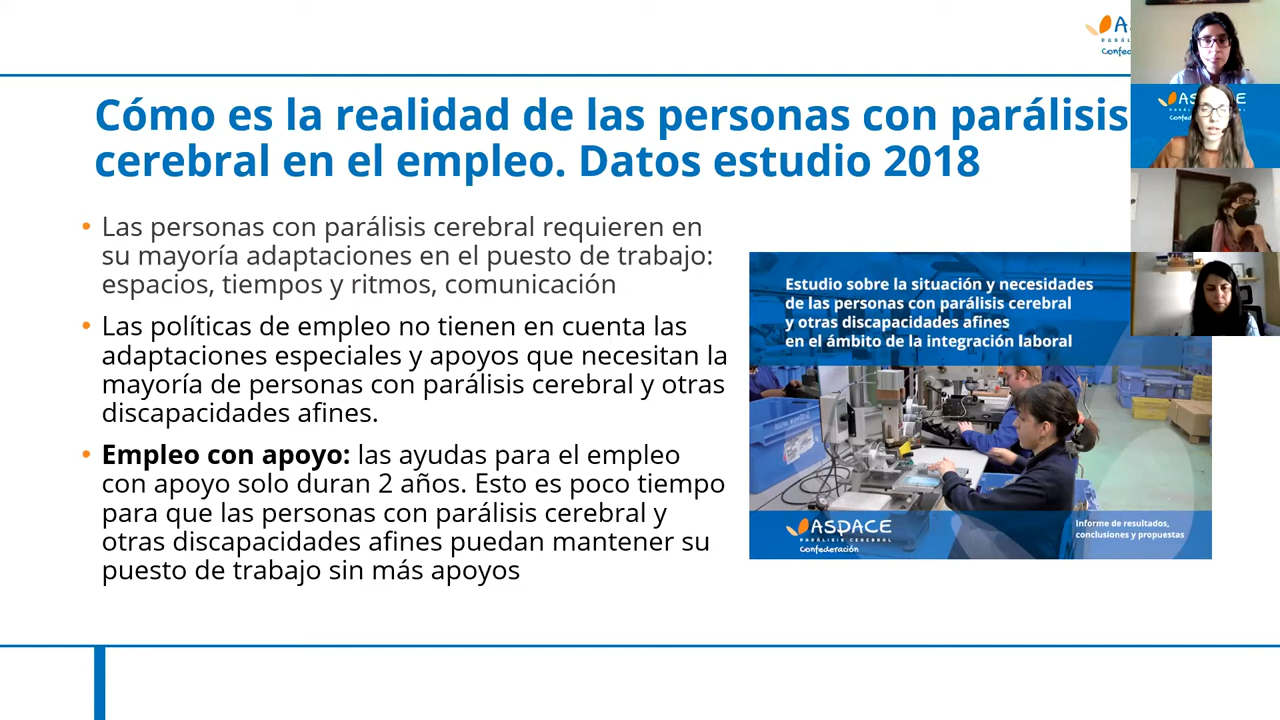 Cómo es la realidad de las personas con parálisis
cerebral en el empleo. Datos estudio 2018
• Las personas con parálisis cerebral requieren en
su mayoría adaptaciones en el puesto de trabajo:
espacios, tiempos y ritmos, comunicación
• Las políticas de empleo no tienen en cuenta las
adaptaciones especiales y apoyos que necesitan la
mayoría de personas con parálisis cerebral y otras
discapacidades afines.
• Empleo con apoyo: las ayudas para el empleo
con apoyo solo duran 2 años. Esto es poco tiempo
para que las personas con parálisis cerebral y
otras discapacidades afines puedan mantener su
puesto de trabajo sin más apoyos
Estudio sobre la situación y necesidades
de las personas con parálisis cerebral
y otras discapacidades afines
en el ámbito de la integración laboral
ASPACE
PARÁLISIS CEREBRAL
Confederación
Informe de resultados,
conclusiones y propuestas